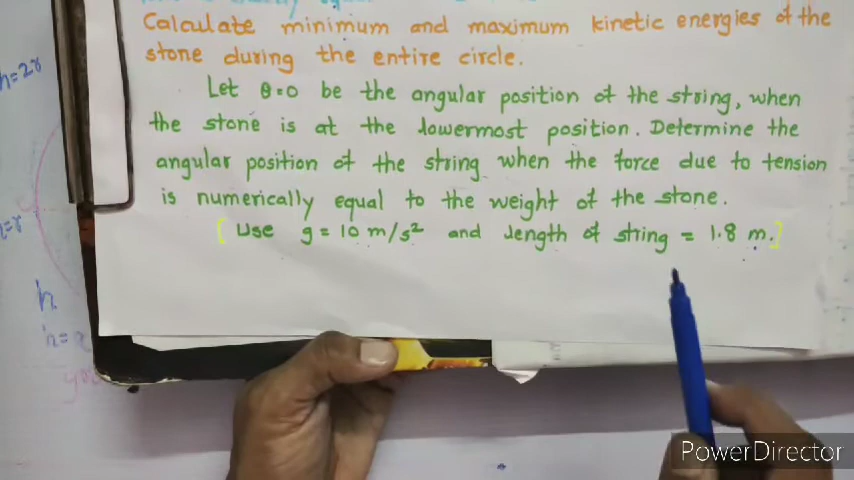 Calculate minimum and maximum kinetic energies of the
stone during the entire circle.
Let θ=0 be the angular position of the string, when
the stone is at the lowermost position. Determine the
angular position of the string when the force due to tension
is numerically equal to the weight of the stone.
[ Use g = 10 m/s² and length of string = 1.8 m.]
h=2r
h
PowerDirector